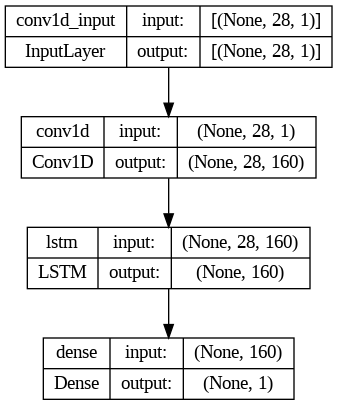 conv1d_input input: [(None, 28, 1)]
InputLayer output: [(None, 28, 1)]
conv1d input: (None, 28, 1)
Conv1D output: (None, 28, 160)
lstm input: (None, 28, 160)
LSTM output: (None, 160)
dense input: (None, 160)
Dense output: (None, 1)